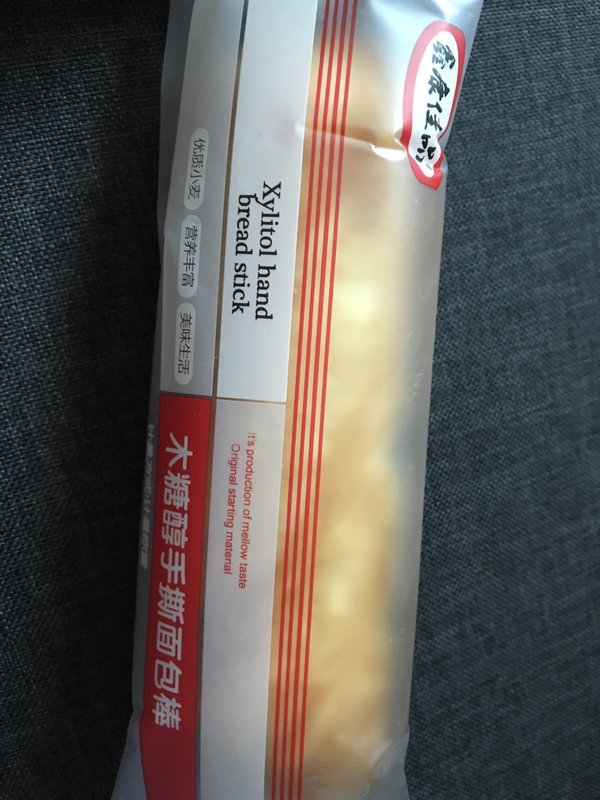 Xylitol hand
bread stick
优质小麦 营养丰富 美味生活
It's production of mellow taste
Original starting material
木糖醇手撕面包棒